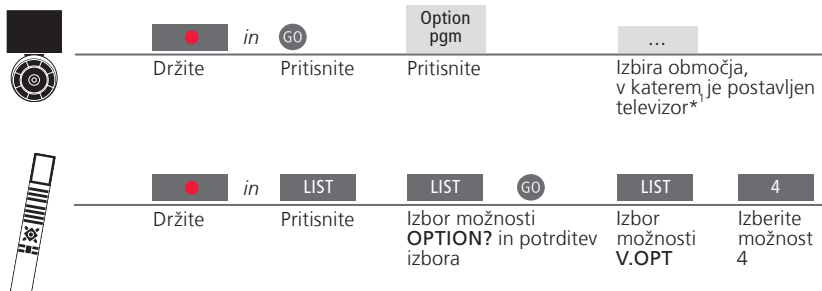 Option
pgm
in GO ...
Držite Pritisnite Pritisnite Izbira območja,
v katerem je postavljen
televizor*1
in LIST LIST GO LIST 4
Držite Pritisnite Izbor možnosti Izbor Izberite
OPTION? in potrditev možnosti možnost
izbora V.OPT 4